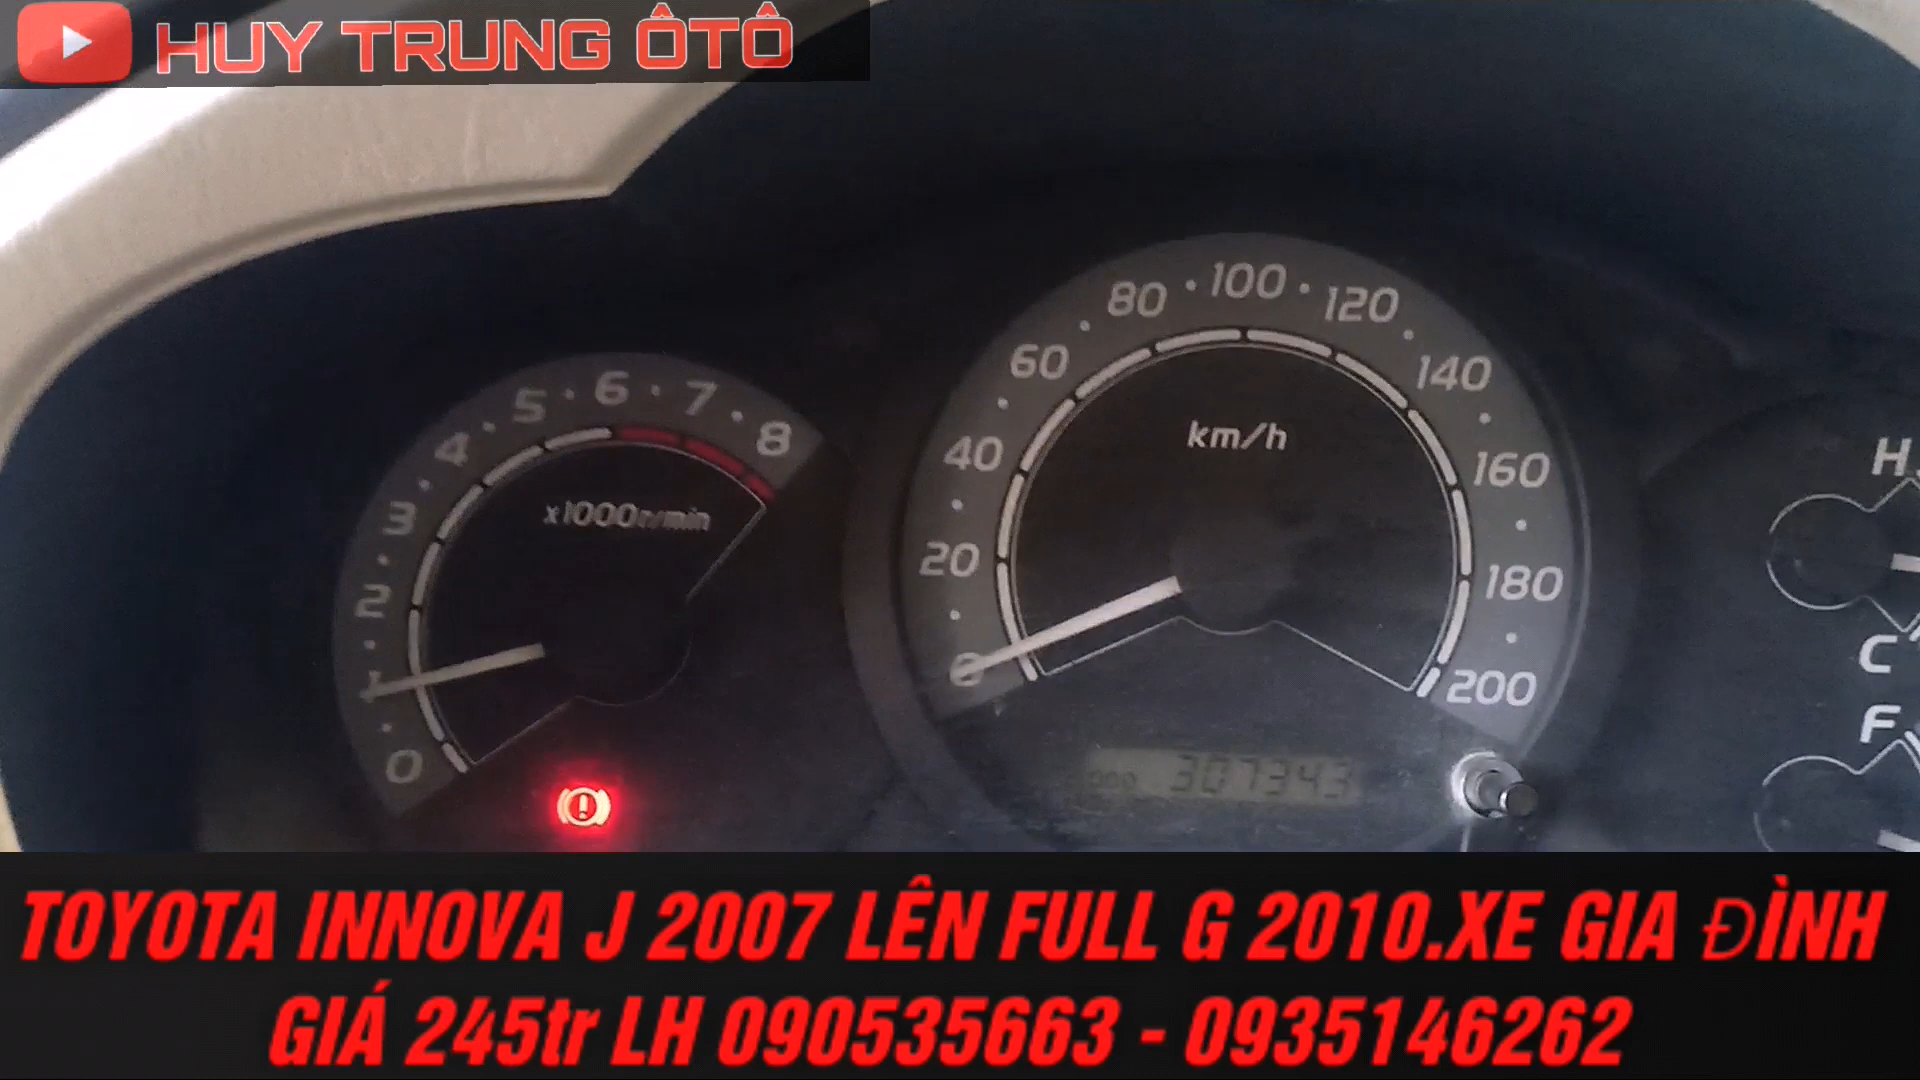 HUY TRUNG ÔTÔ
0 1 2 3 4 5 6 7 8
x1000r/min
0 20 40 60 80 100 120 140 160 180 200
km/h
ODO 307343
H
C
F
TOYOTA INNOVA J 2007 LÊN FULL G 2010.XE GIA ĐÌNH
GIÁ 245tr LH 090535663 - 0935146262